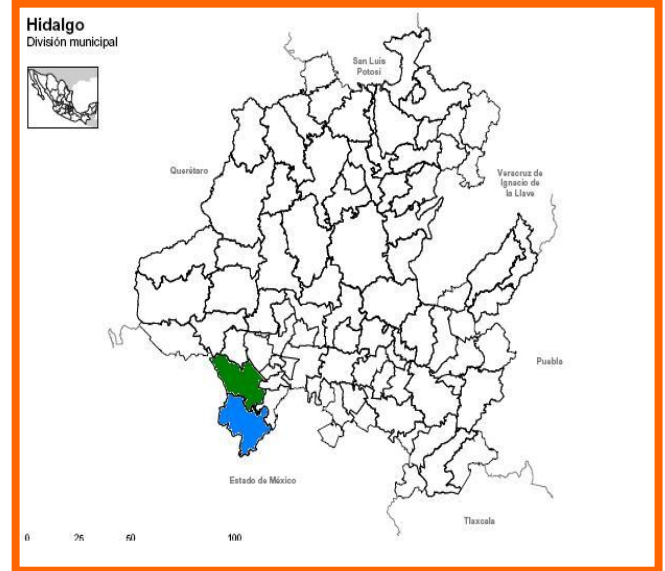 Hidalgo
División municipal
San Luis
Potosí
Querétaro
Veracruz de
Ignacio de
la Llave
Puebla
Estado de México
Tlaxcala
0 25 50 100